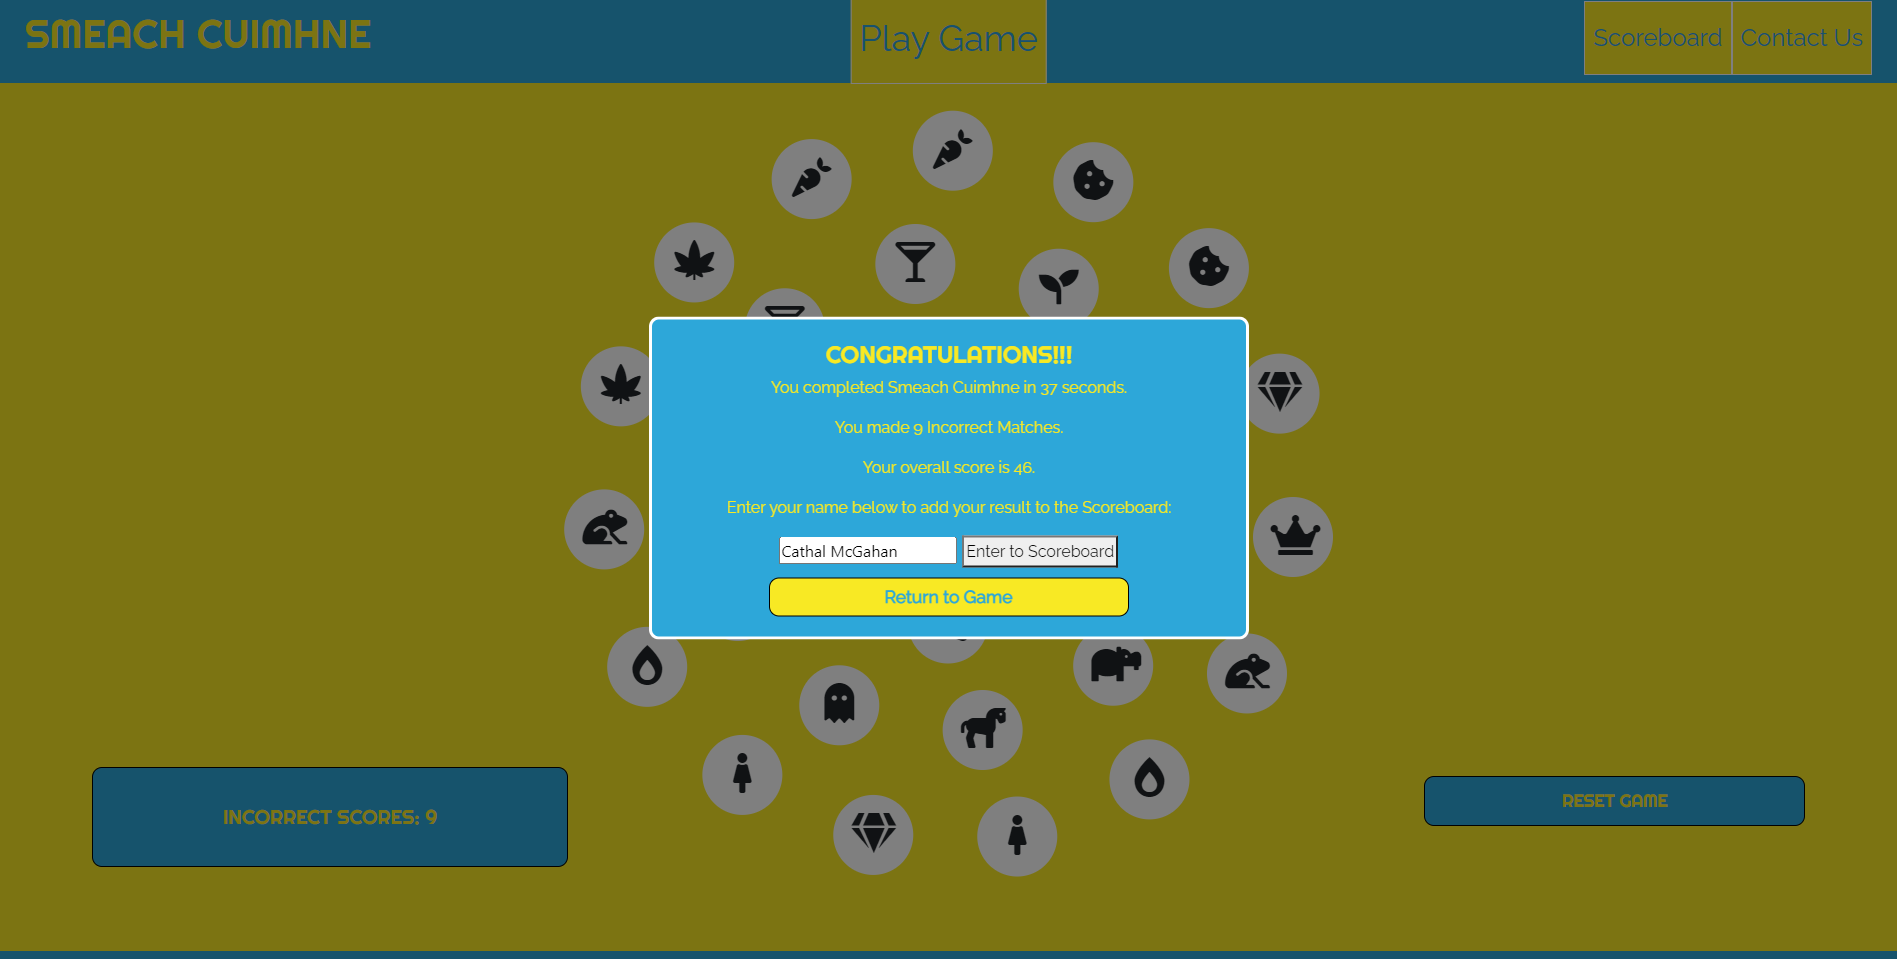 SMEACH CUIMHNE
Play Game
Scoreboard
Contact Us
CONGRATULATIONS!!!
You completed Smeach Cuimhne in 37 seconds.
You made 9 Incorrect Matches.
Your overall score is 46.
Enter your name below to add your result to the Scoreboard:
Cathal McGahan
Enter to Scoreboard
Return to Game
INCORRECT SCORES: 9
RESET GAME